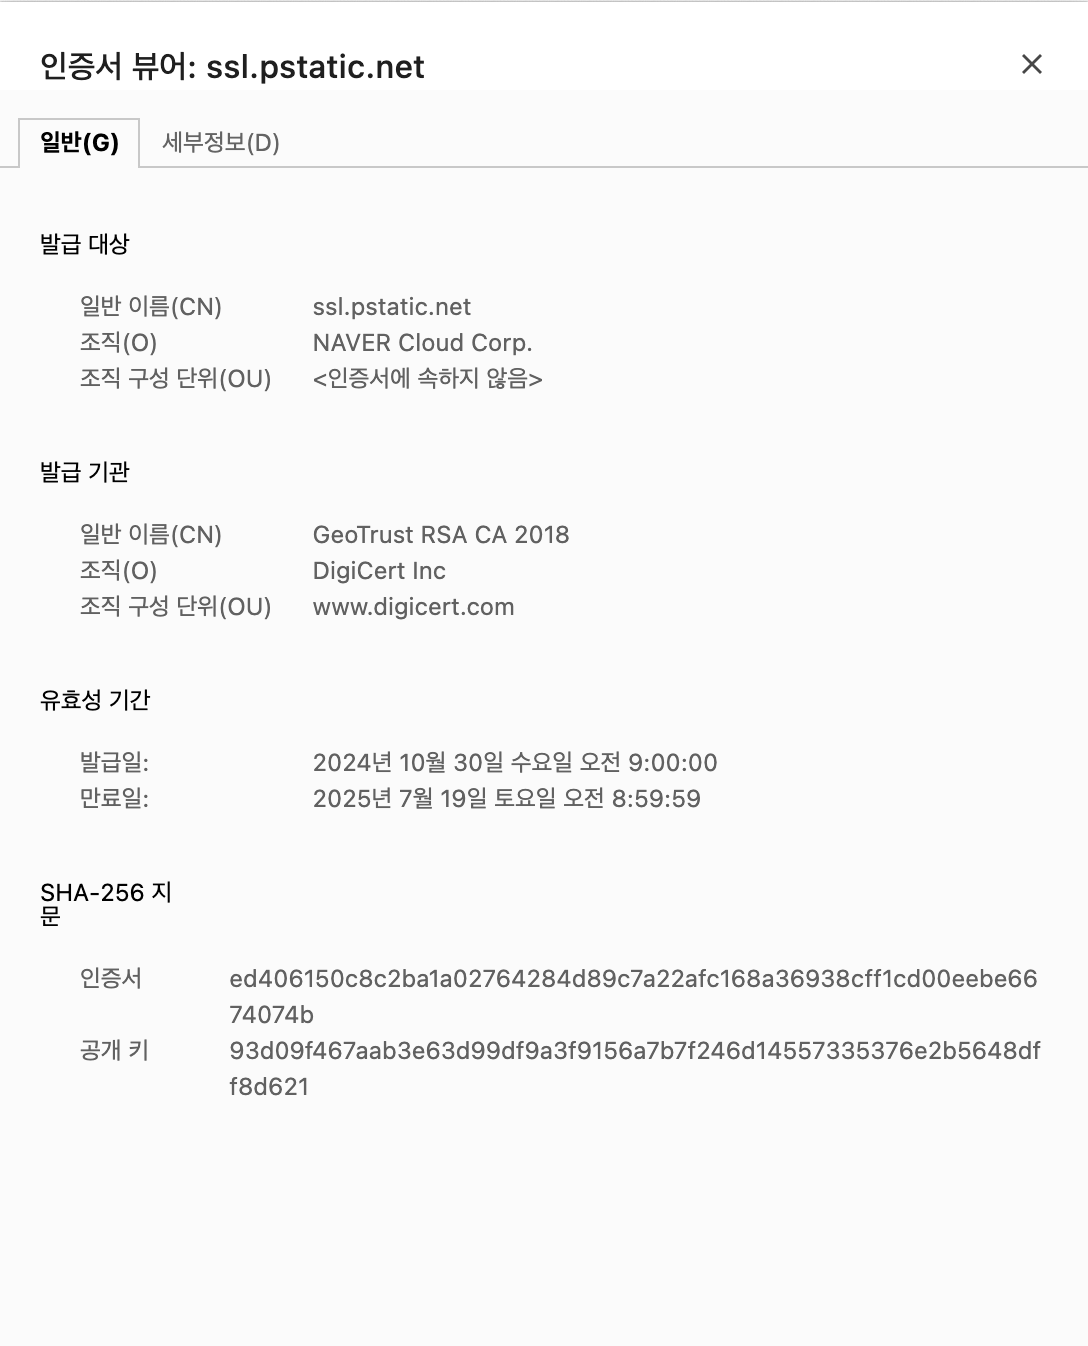 인증서 뷰어: ssl.pstatic.net
일반(G) 세부정보(D)
발급 대상
일반 이름(CN) ssl.pstatic.net
조직(O) NAVER Cloud Corp.
조직 구성 단위(OU) <인증서에 속하지 않음>
발급 기관
일반 이름(CN) GeoTrust RSA CA 2018
조직(O) DigiCert Inc
조직 구성 단위(OU) www.digicert.com
유효성 기간
발급일: 2024년 10월 30일 수요일 오전 9:00:00
만료일: 2025년 7월 19일 토요일 오전 8:59:59
SHA-256 지
문
인증서 ed406150c8c2ba1a02764284d89c7a22afc168a36938cff1cd00eebe66
74074b
공개 키 93d09f467aab3e63d99df9a3f9156a7b7f246d14557335376e2b5648df
f8d621